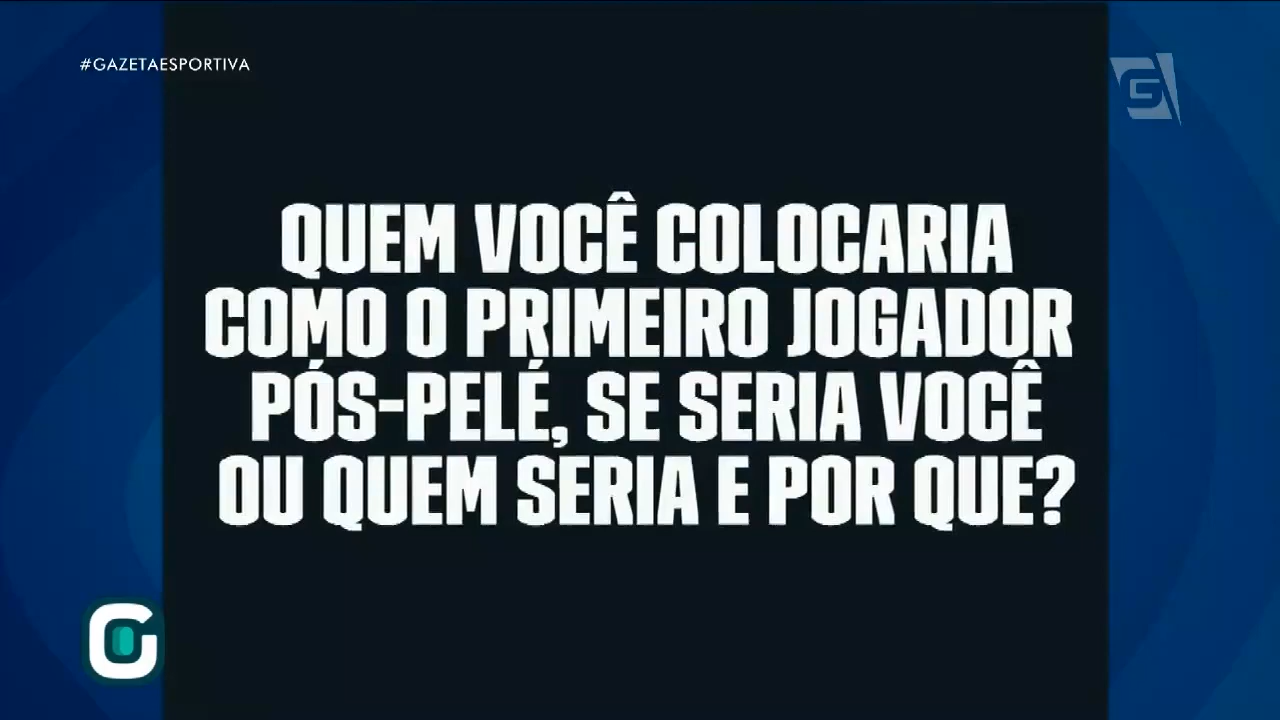 #GAZETAESPORTIVA
QUEM VOCÊ COLOCARIA
COMO O PRIMEIRO JOGADOR
PÓS-PELÉ, SE SERIA VOCÊ
OU QUEM SERIA E POR QUE?